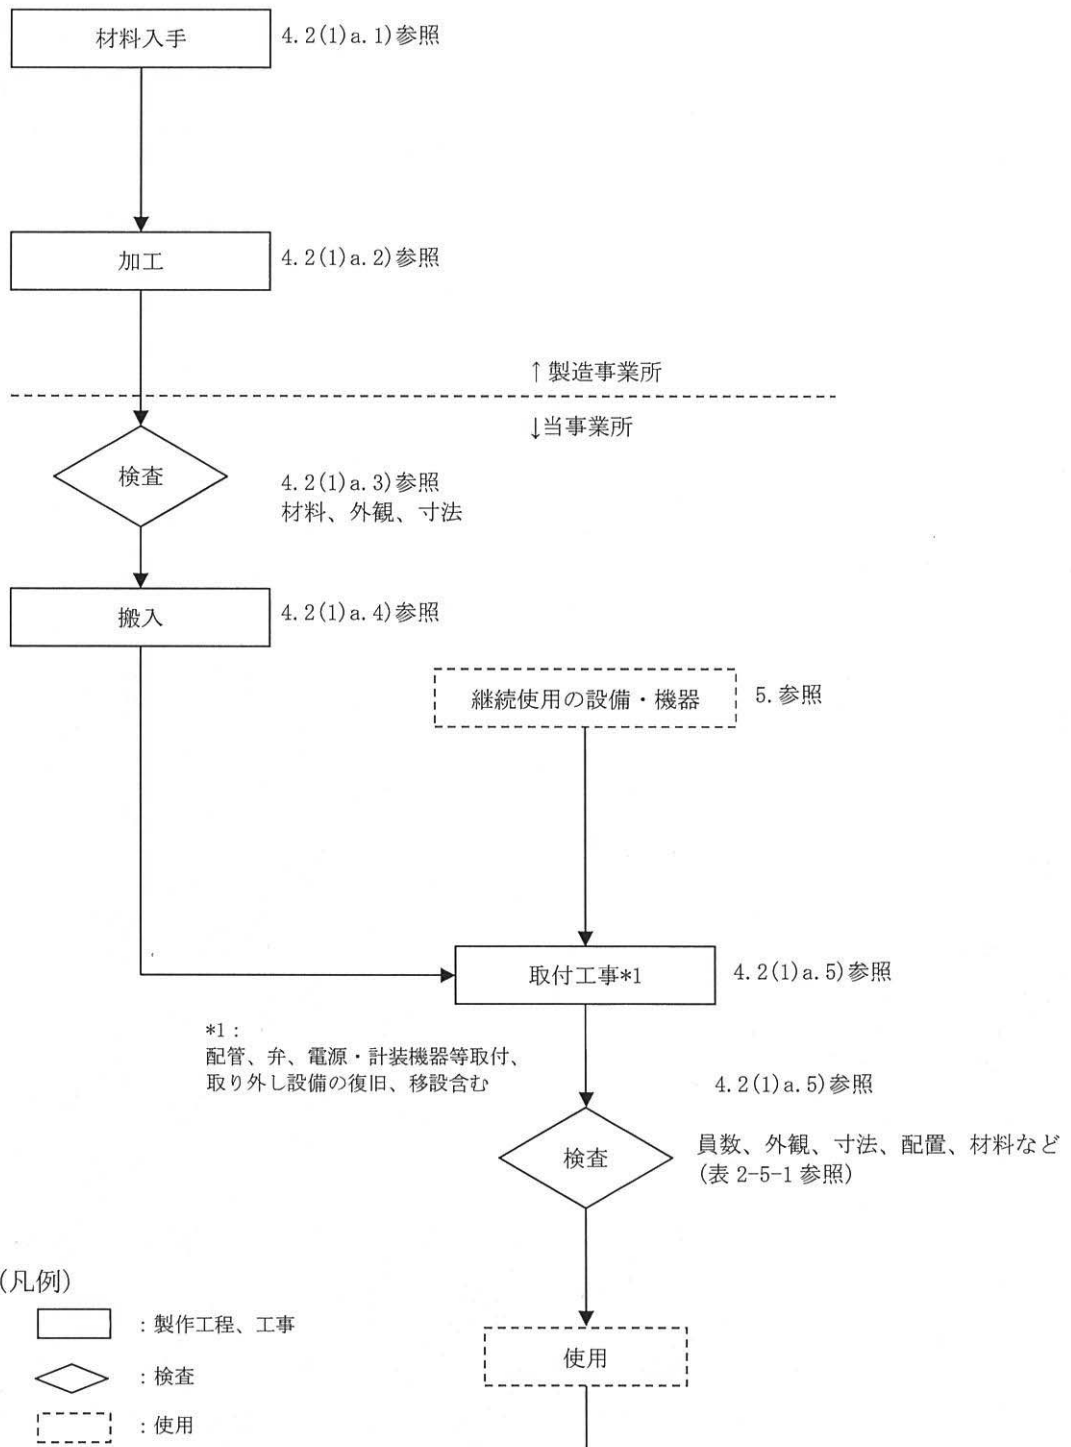 材料入手
4.2(1)a.1)参照
加工
4.2(1)a.2)参照
↑製造事業所
↓当事業所
検査
4.2(1)a.3)参照
材料、外観、寸法
搬入
4.2(1)a.4)参照
継続使用の設備・機器
5.参照
取付工事*1
4.2(1)a.5)参照
*1:
配管、弁、電源・計装機器等取付、
取り外し設備の復旧、移設含む
4.2(1)a.5)参照
検査
員数、外観、寸法、配置、材料など
(表 2-5-1 参照)
使用
(凡例)
:製作工程、工事
:検査
:使用